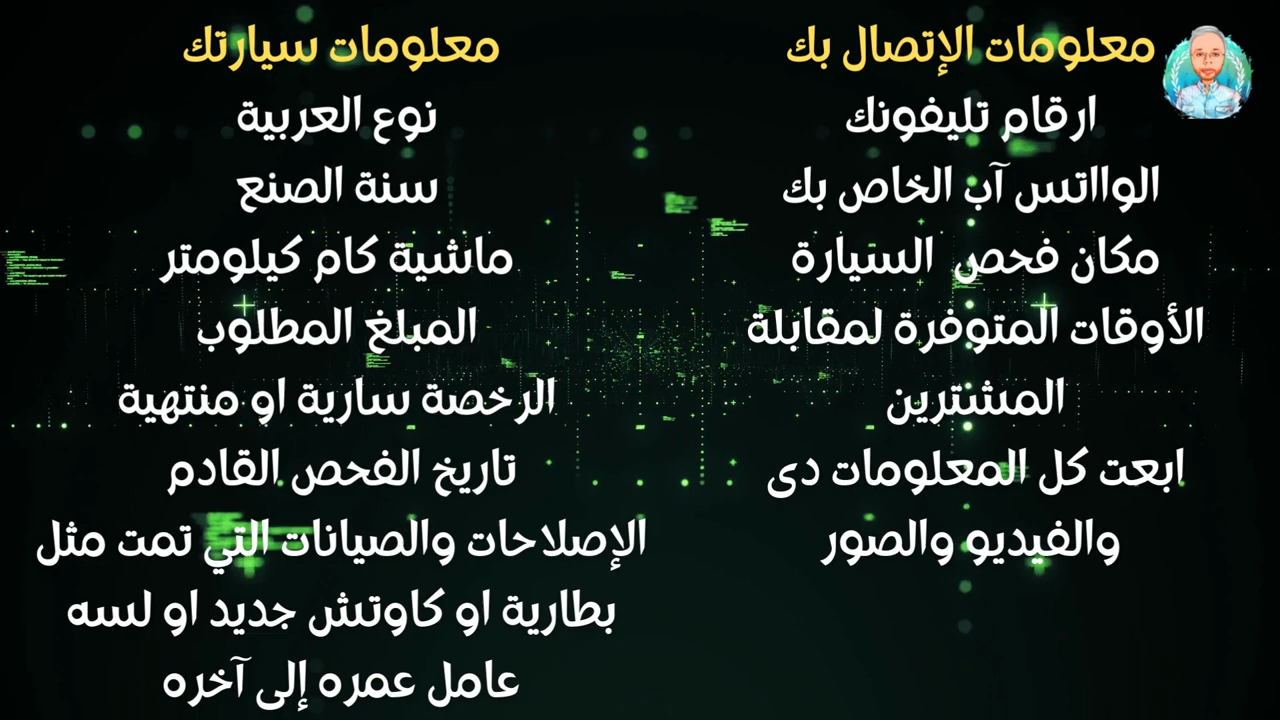 معلومات الإتصال بك
ارقام تليفونك
الوااتس آب الخاص بك
مكان فحص السيارة
الأوقات المتوفرة لمقابلة
المشترين
ابعت كل المعلومات دى
والفيديو والصور
معلومات سيارتك
نوع العربية
سنة الصنع
ماشية كام كيلومتر
المبلغ المطلوب
الرخصة سارية او منتهية
تاريخ الفحص القادم
الإصلاحات والصيانات التي تمت مثل
بطارية او كاوتش جديد او لسه
عامل عمره إلى آخره